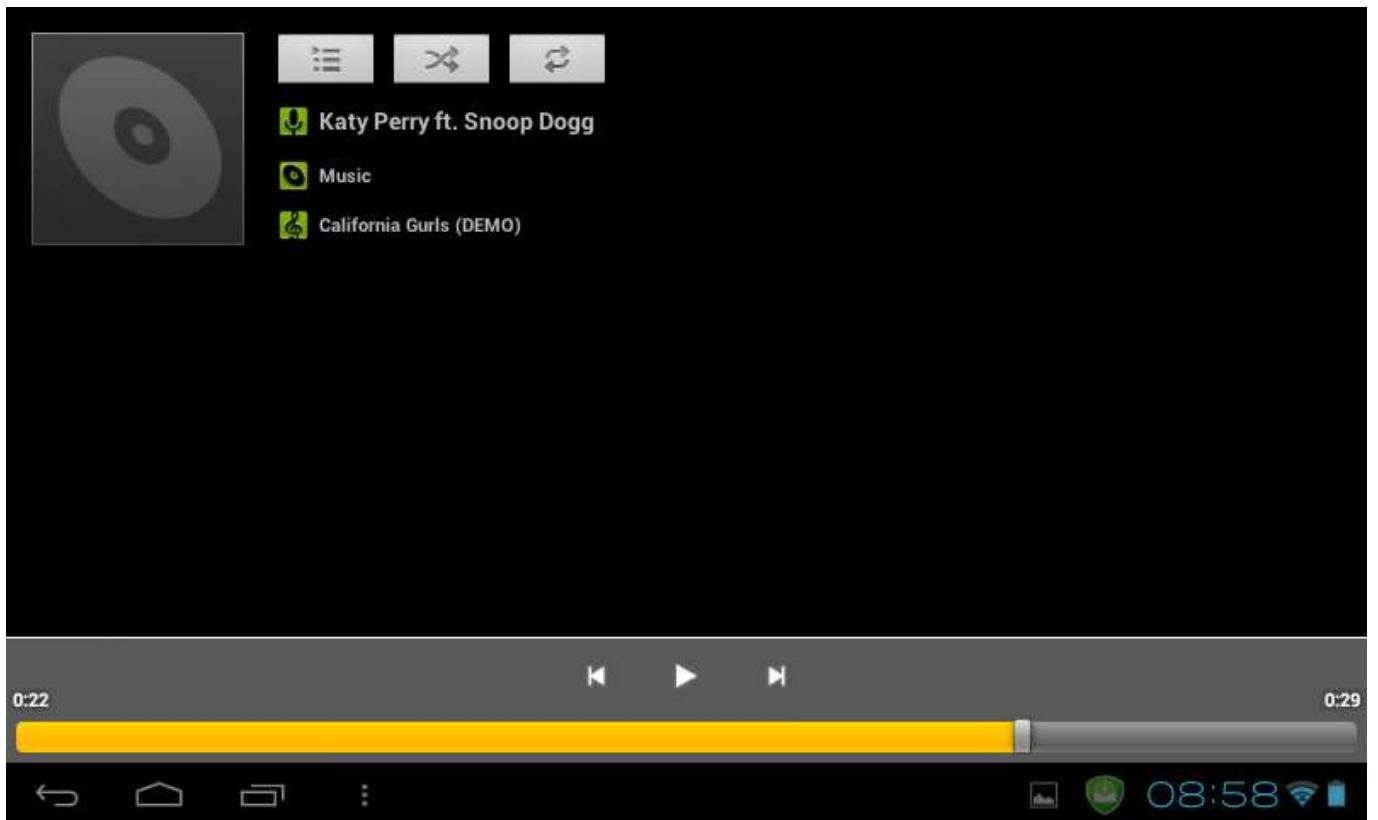 Katy Perry ft. Snoop Dogg
Music
California Gurls (DEMO)
0:22
0:29
08:58